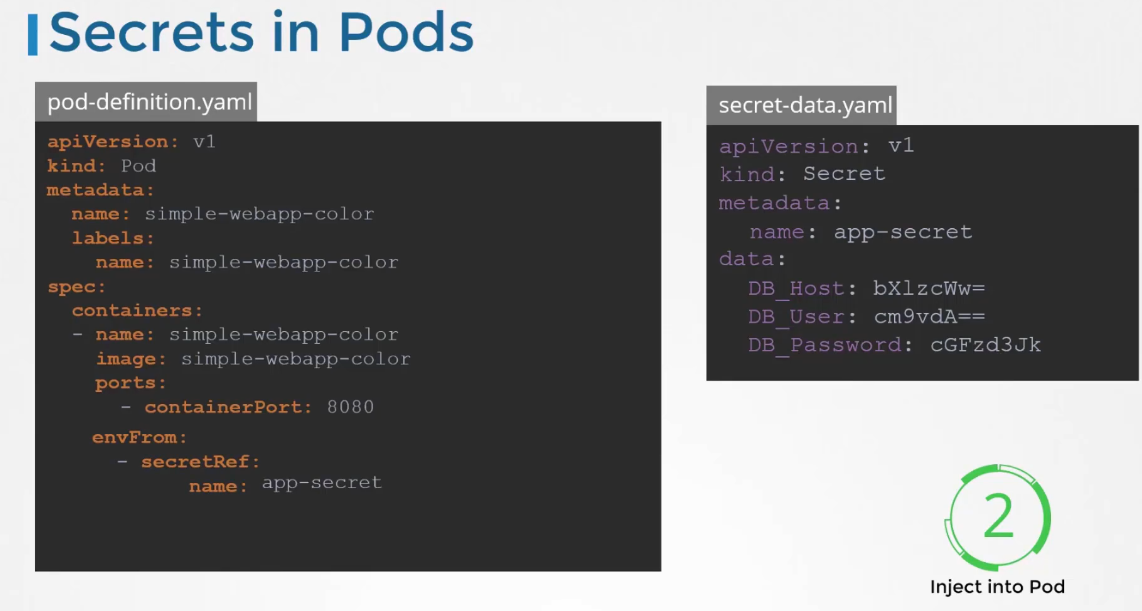 Secrets in Pods
pod-definition.yaml
apiVersion: v1
kind: Pod
metadata:
  name: simple-webapp-color
  labels:
    name: simple-webapp-color
spec:
  containers:
  - name: simple-webapp-color
    image: simple-webapp-color
    ports:
      - containerPort: 8080
    envFrom:
      - secretRef:
            name: app-secret
secret-data.yaml
apiVersion: v1
kind: Secret
metadata:
  name: app-secret
data:
  DB_Host: bXlzcWw=
  DB_User: cm9vdA==
  DB_Password: cGFzd3Jk
2
Inject into Pod